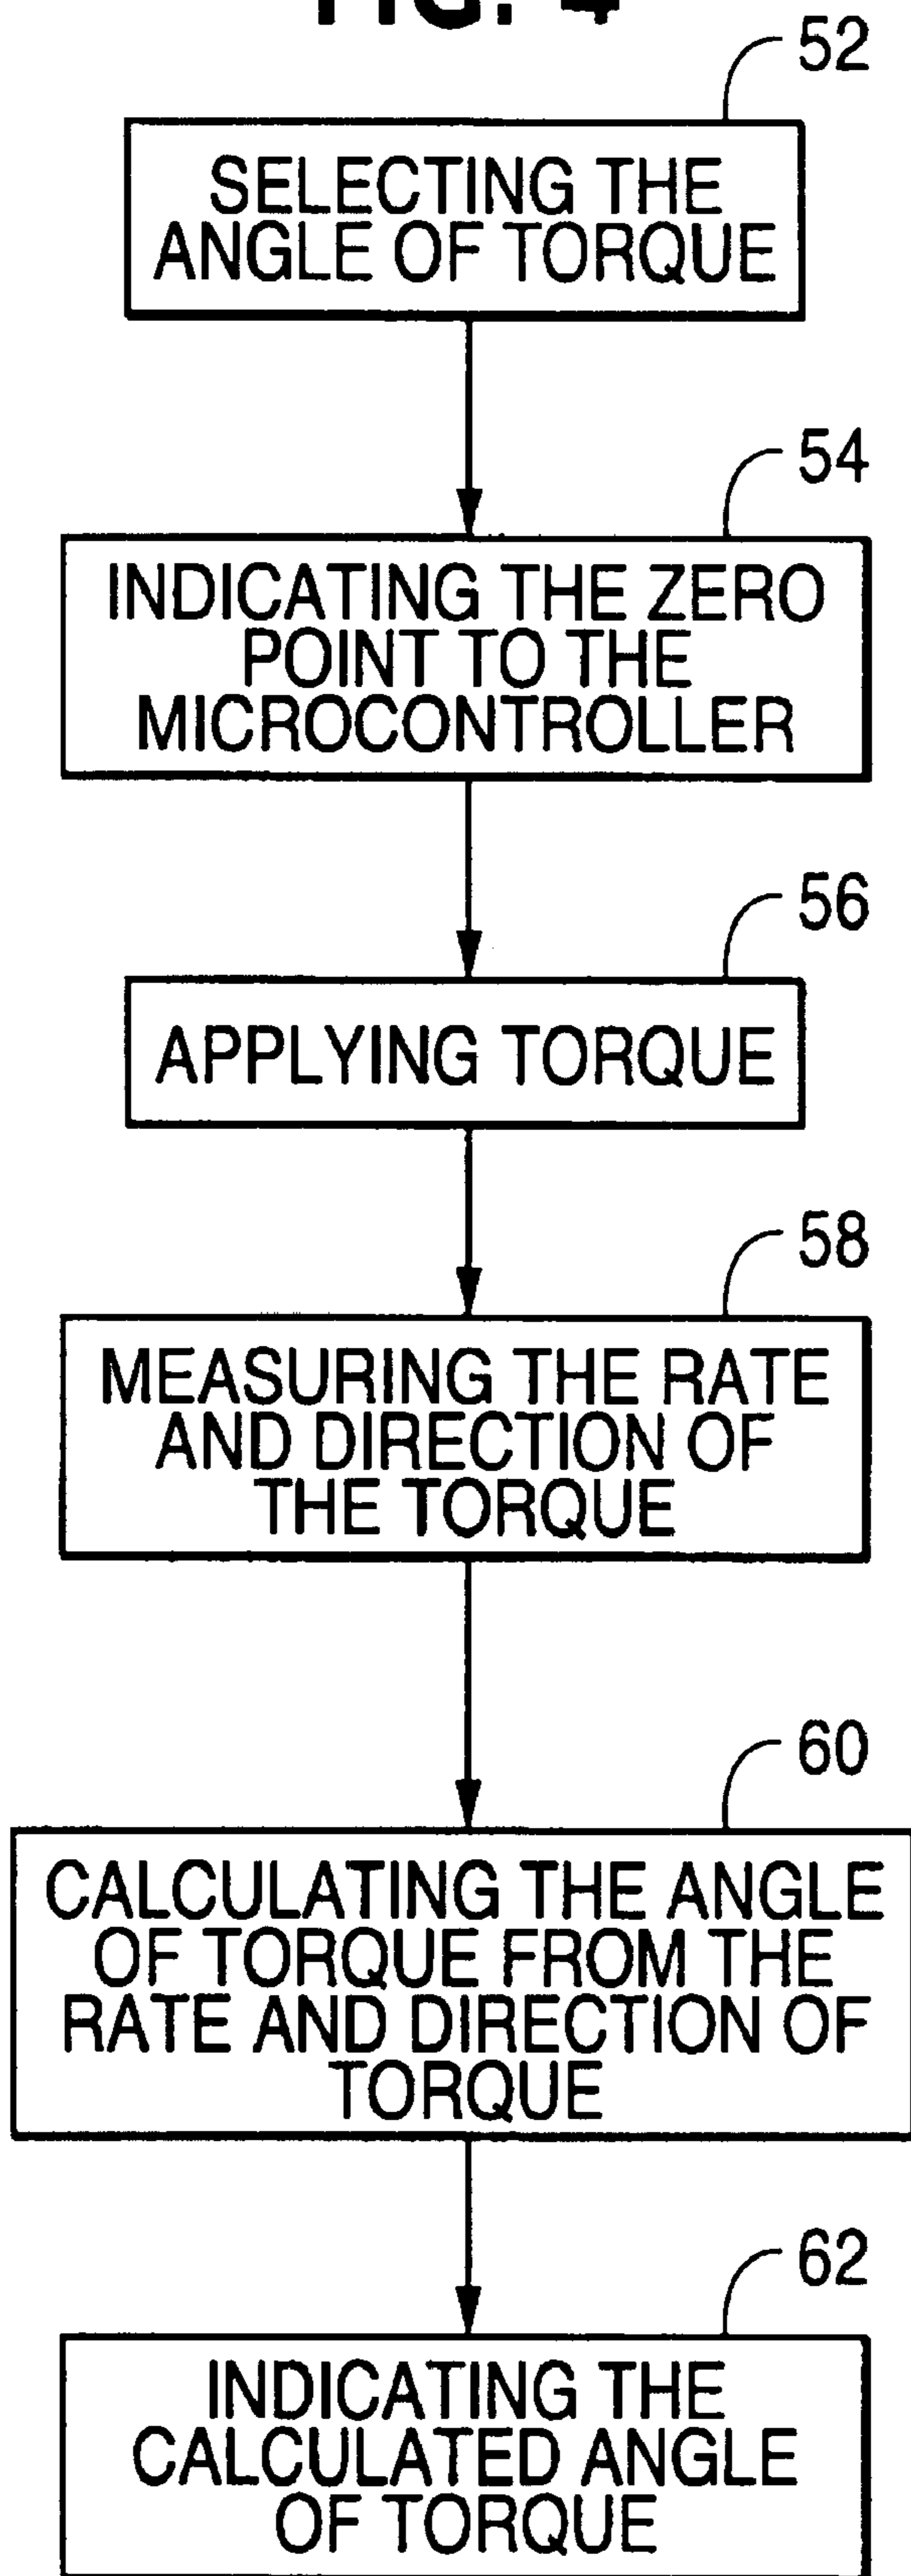 FIG. 4
52
SELECTING THE
ANGLE OF TORQUE
54
INDICATING THE ZERO
POINT TO THE
MICROCONTROLLER
56
APPLYING TORQUE
58
MEASURING THE RATE
AND DIRECTION OF
THE TORQUE
60
CALCULATING THE ANGLE
OF TORQUE FROM THE
RATE AND DIRECTION OF
TORQUE
62
INDICATING THE
CALCULATED ANGLE
OF TORQUE